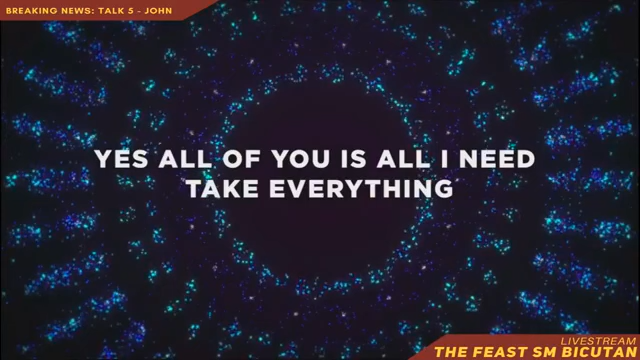 BREAKING NEWS: TALK 5 - JOHN
YES ALL OF YOU IS ALL I NEED
TAKE EVERYTHING
LIVESTREAM
THE FEAST SM BICUTAN